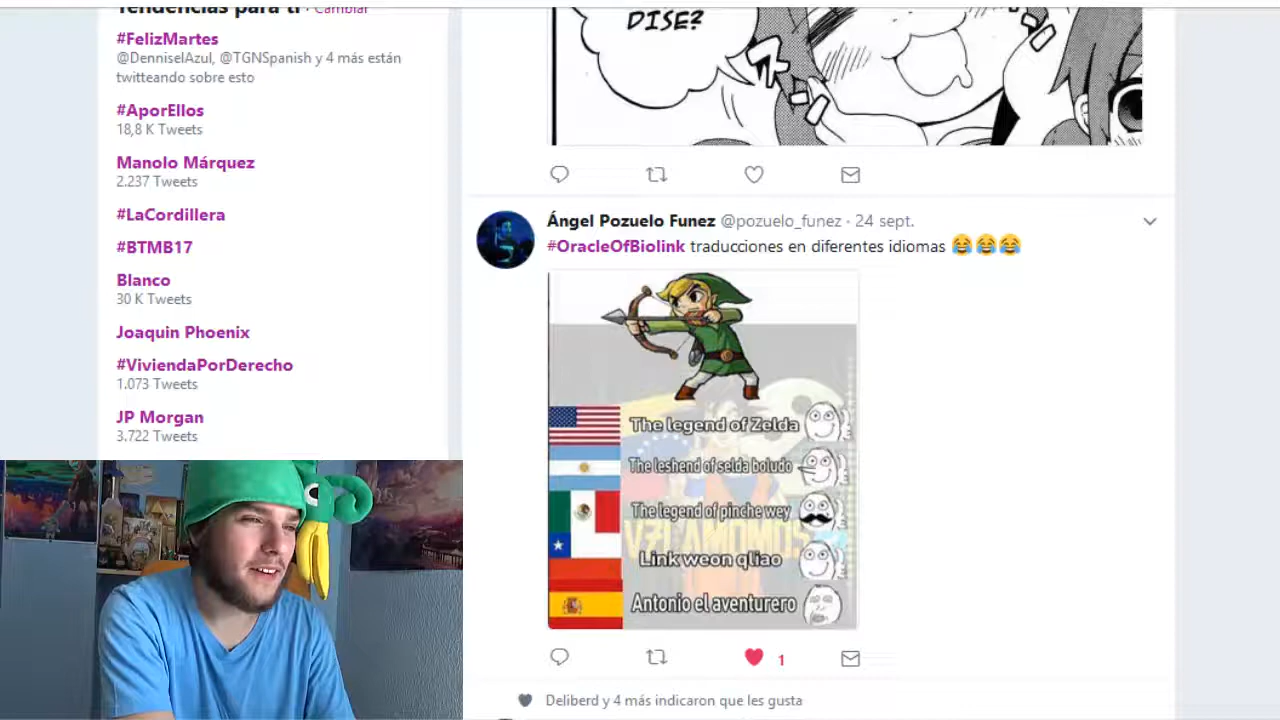 Tendencias para ti · Cambiar
#FelizMartes
@DenniselAzul, @TGNSpanish y 4 más están
twitteando sobre esto
#AporEllos
18,8 K Tweets
Manolo Márquez
2.237 Tweets
#LaCordillera
#BTMB17
Blanco
30 K Tweets
Joaquin Phoenix
#ViviendaPorDerecho
1.073 Tweets
JP Morgan
3.722 Tweets
DISE?
Ángel Pozuelo Funez @pozuelo_funez · 24 sept.
#OracleOfBiolink traducciones en diferentes idiomas 😂😂😂
The legend of Zelda
The leshend of selda boludo
The legend of pinche wey
Link weon qliao
Antonio el aventurero
1
Deliberd y 4 más indicaron que les gusta